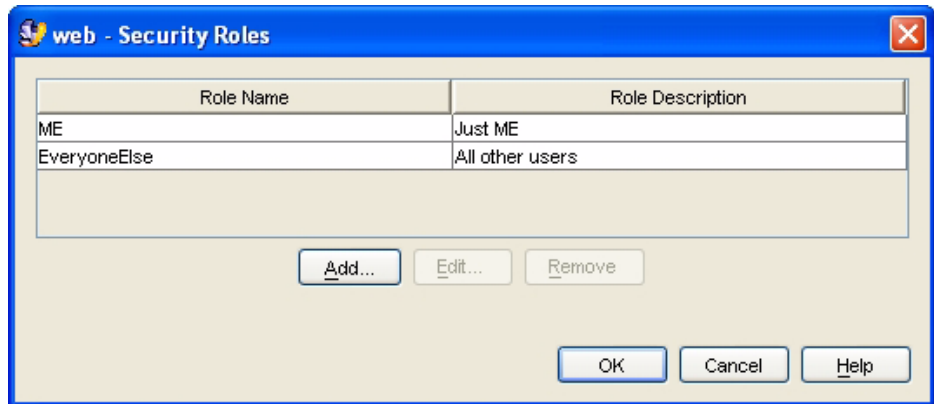 web - Security Roles
Role Name Role Description
ME Just ME
EveryoneElse All other users
Add... Edit... Remove
OK Cancel Help